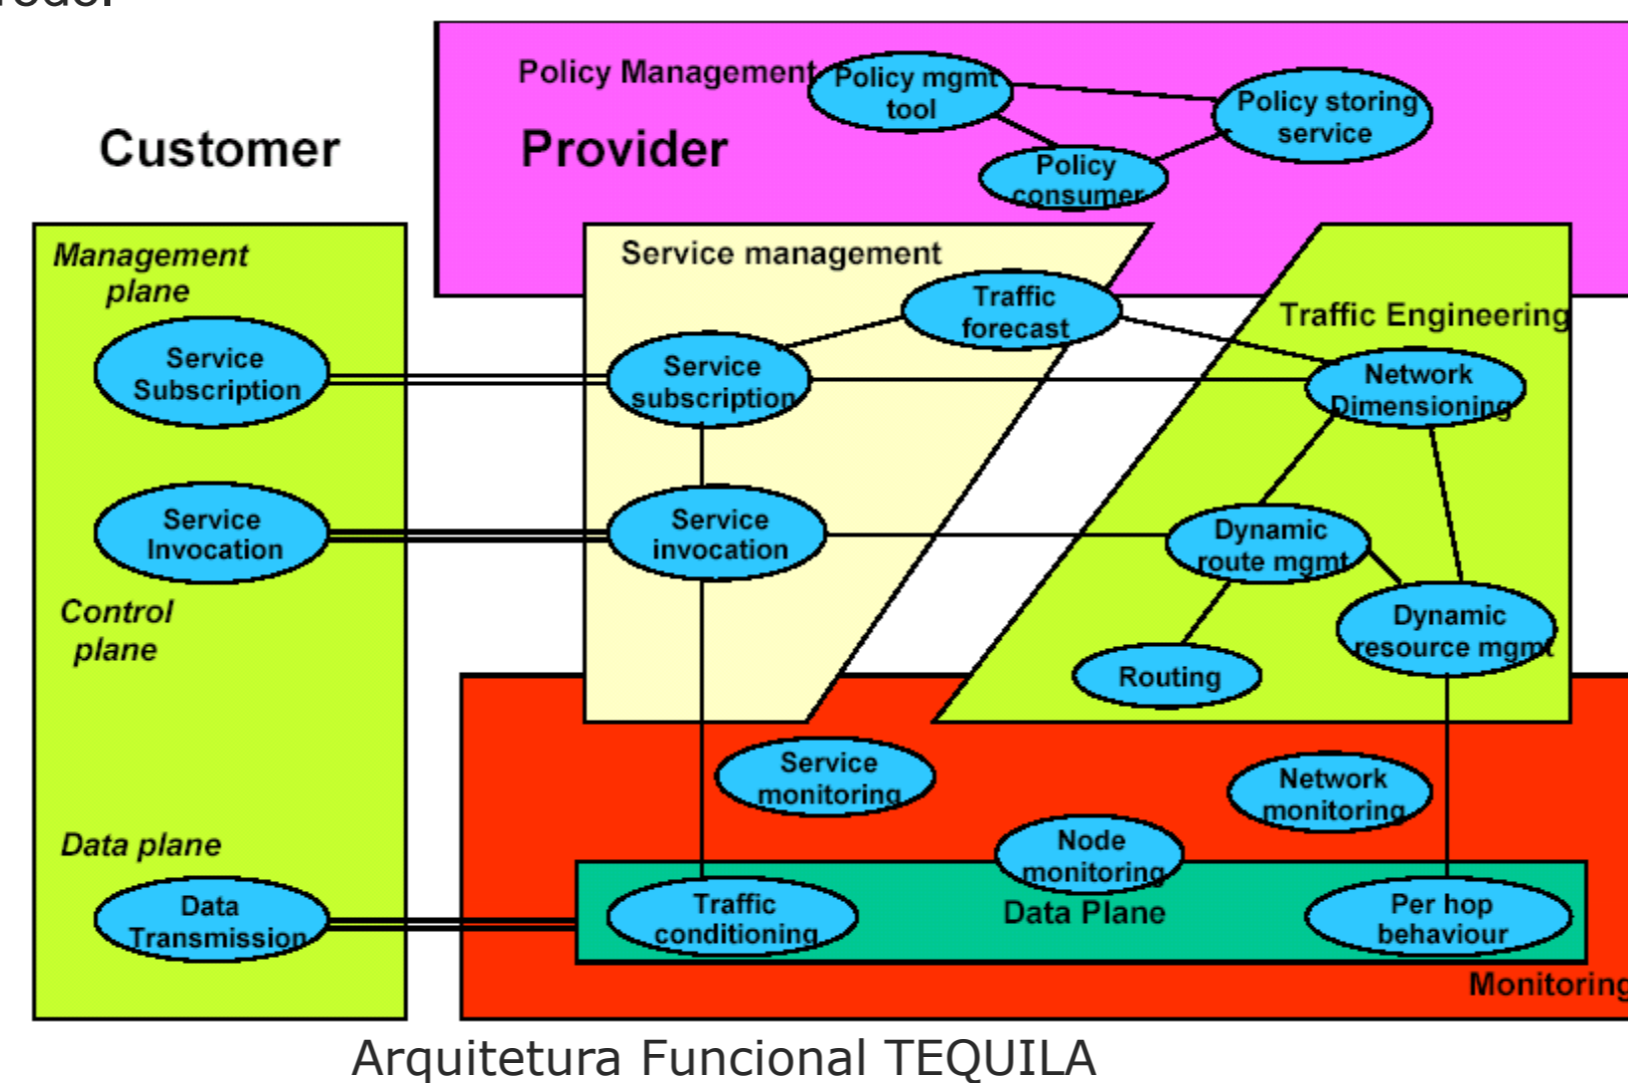 Policy Management
Policy mgmt
tool
Policy storing
service
Customer
Provider
Policy
consumer
Management
plane
Service management
Traffic
forecast
Traffic Engineering
Service
Subscription
Service
subscription
Network
Dimensioning
Service
Invocation
Service
invocation
Dynamic
route mgmt
Control
plane
Dynamic
resource mgmt
Routing
Service
monitoring
Network
monitoring
Data plane
Node
monitoring
Data
Transmission
Traffic
conditioning
Data Plane
Per hop
behaviour
Monitoring
Arquitetura Funcional TEQUILA